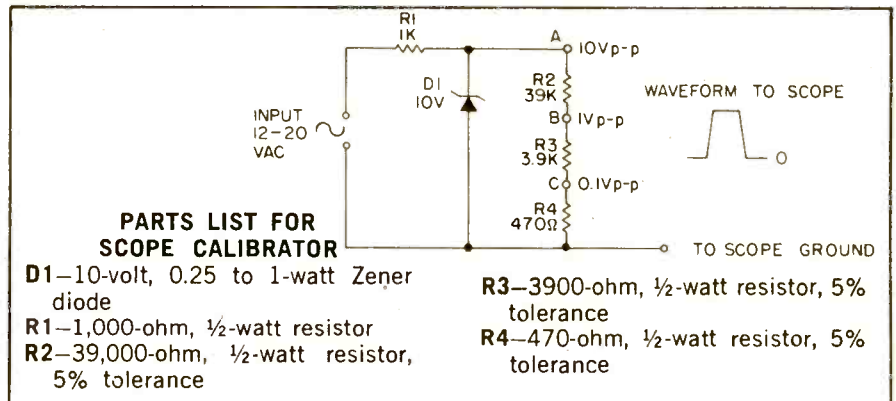 R1
1K
A
10Vp-p
D1
10V
R2
39K
WAVEFORM TO SCOPE
INPUT
12-20
VAC
B
1Vp-p
R3
3.9K
0
C
0.1Vp-p
R4
470Ω
TO SCOPE GROUND
PARTS LIST FOR
SCOPE CALIBRATOR
D1—10-volt, 0.25 to 1-watt Zener
diode
R1—1,000-ohm, ½-watt resistor
R2—39,000-ohm, ½-watt resistor,
5% tolerance
R3—3900-ohm, ½-watt resistor, 5%
tolerance
R4—470-ohm, ½-watt resistor, 5%
tolerance